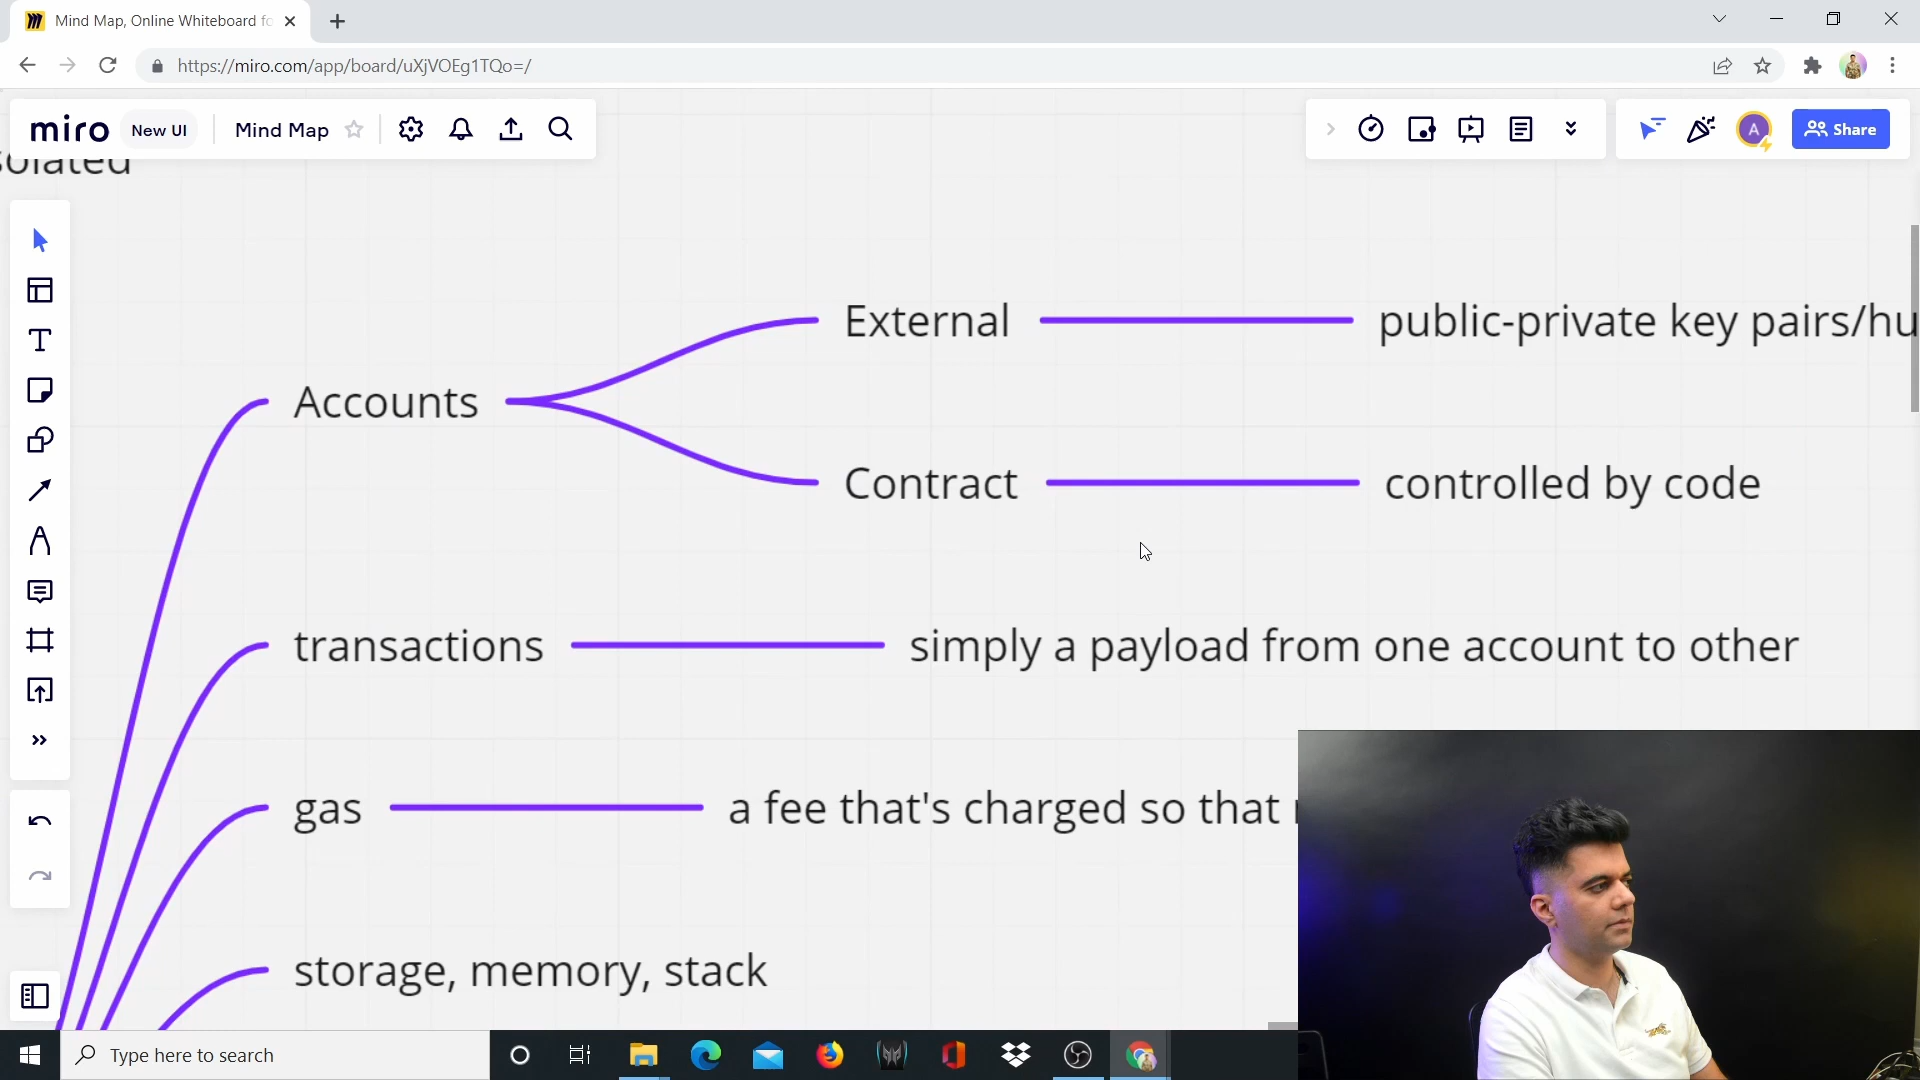 Mind Map, Online Whiteboard fo
https://miro.com/app/board/uXjVOEg1TQo=/
miro New UI Mind Map
A Share
solated
External public-private key pairs/hu
Accounts
Contract controlled by code
transactions simply a payload from one account to other
gas a fee that's charged so that
storage, memory, stack
Type here to search